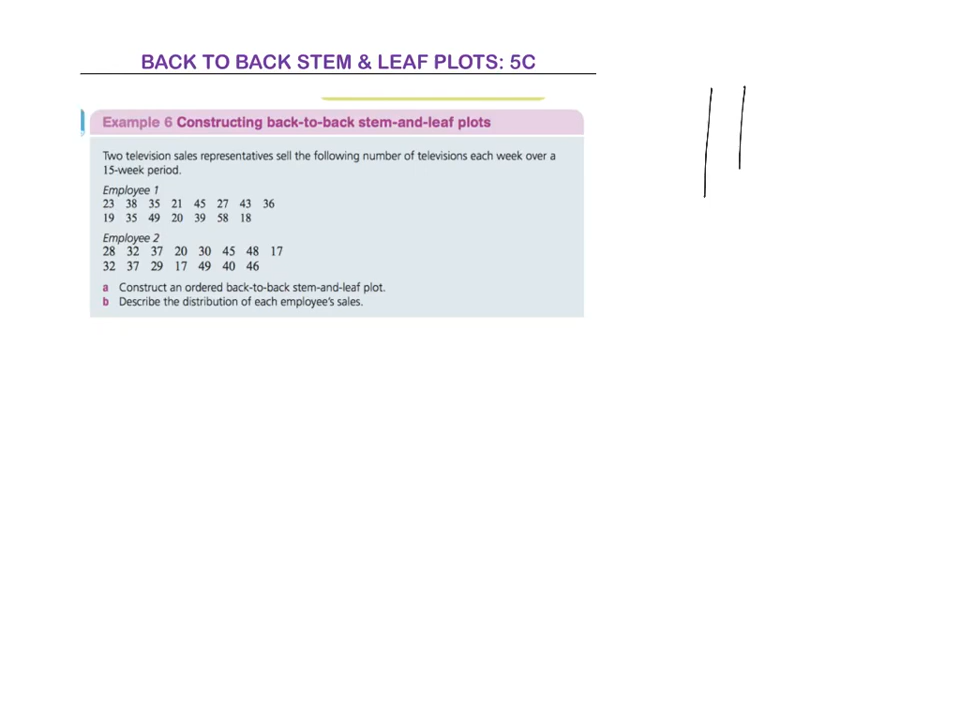 BACK TO BACK STEM & LEAF PLOTS: 5C
Example 6 Constructing back-to-back stem-and-leaf plots
Two television sales representatives sell the following number of televisions each week over a
15-week period.
Employee 1
23 38 35 21 45 27 43 36
19 35 49 20 39 58 18
Employee 2
28 32 37 20 30 45 48 17
32 37 29 17 49 40 46
a Construct an ordered back-to-back stem-and-leaf plot.
b Describe the distribution of each employee's sales.